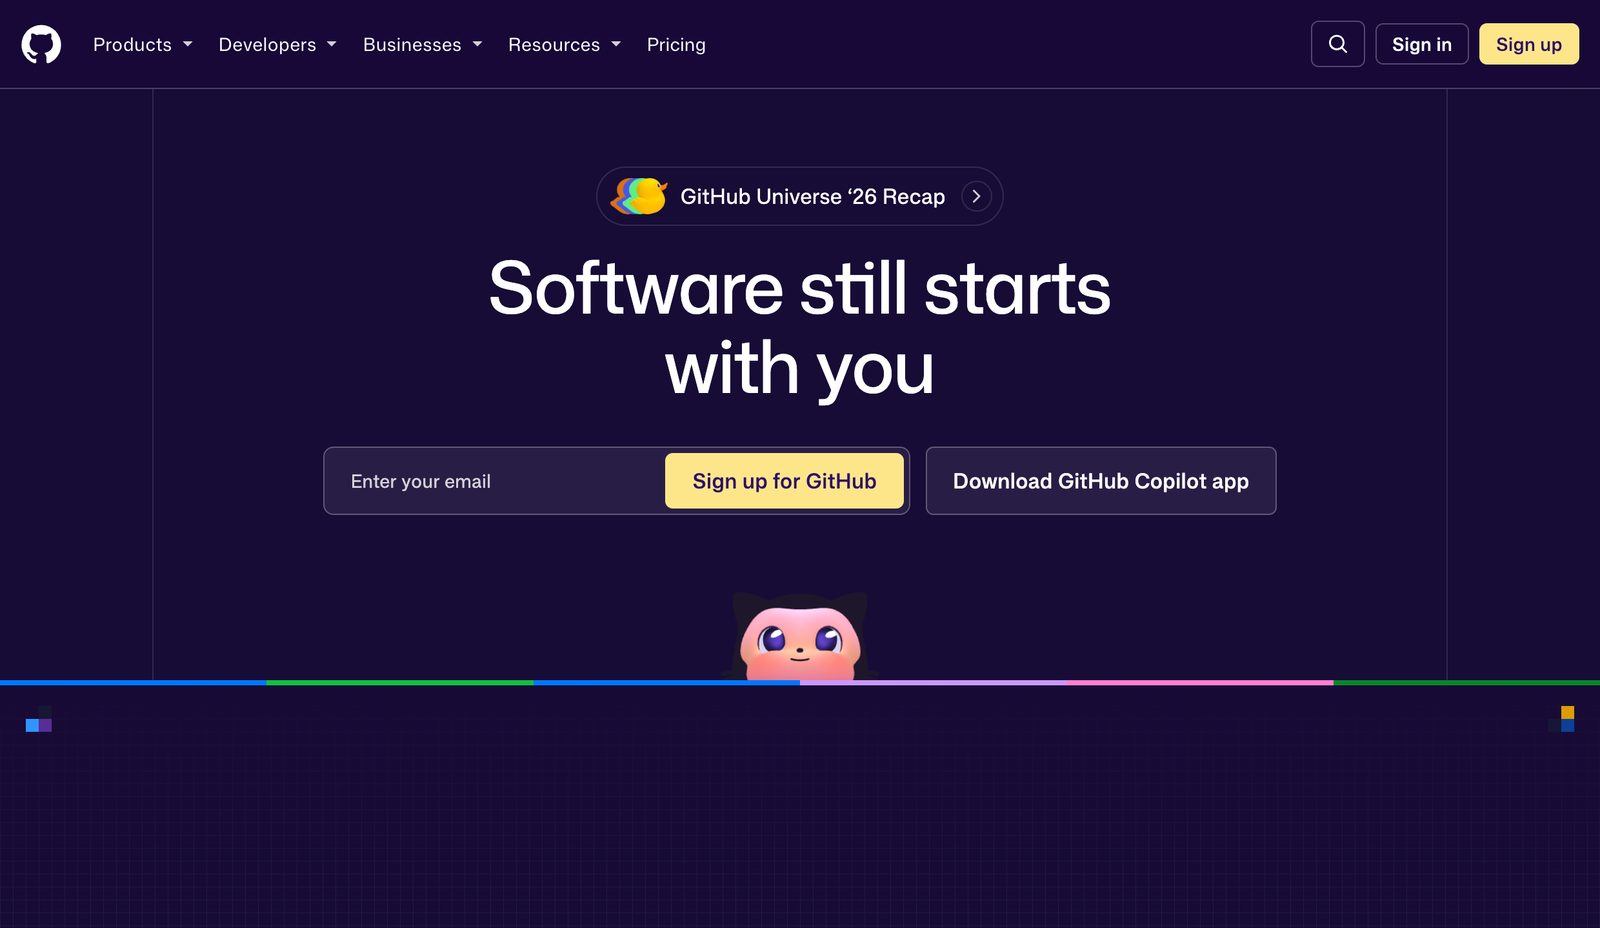 Products
Developers
Businesses
Resources
Pricing
Sign in
Sign up
GitHub Universe ‘26 Recap
Software still starts
with you
Enter your email
Sign up for GitHub
Download GitHub Copilot app